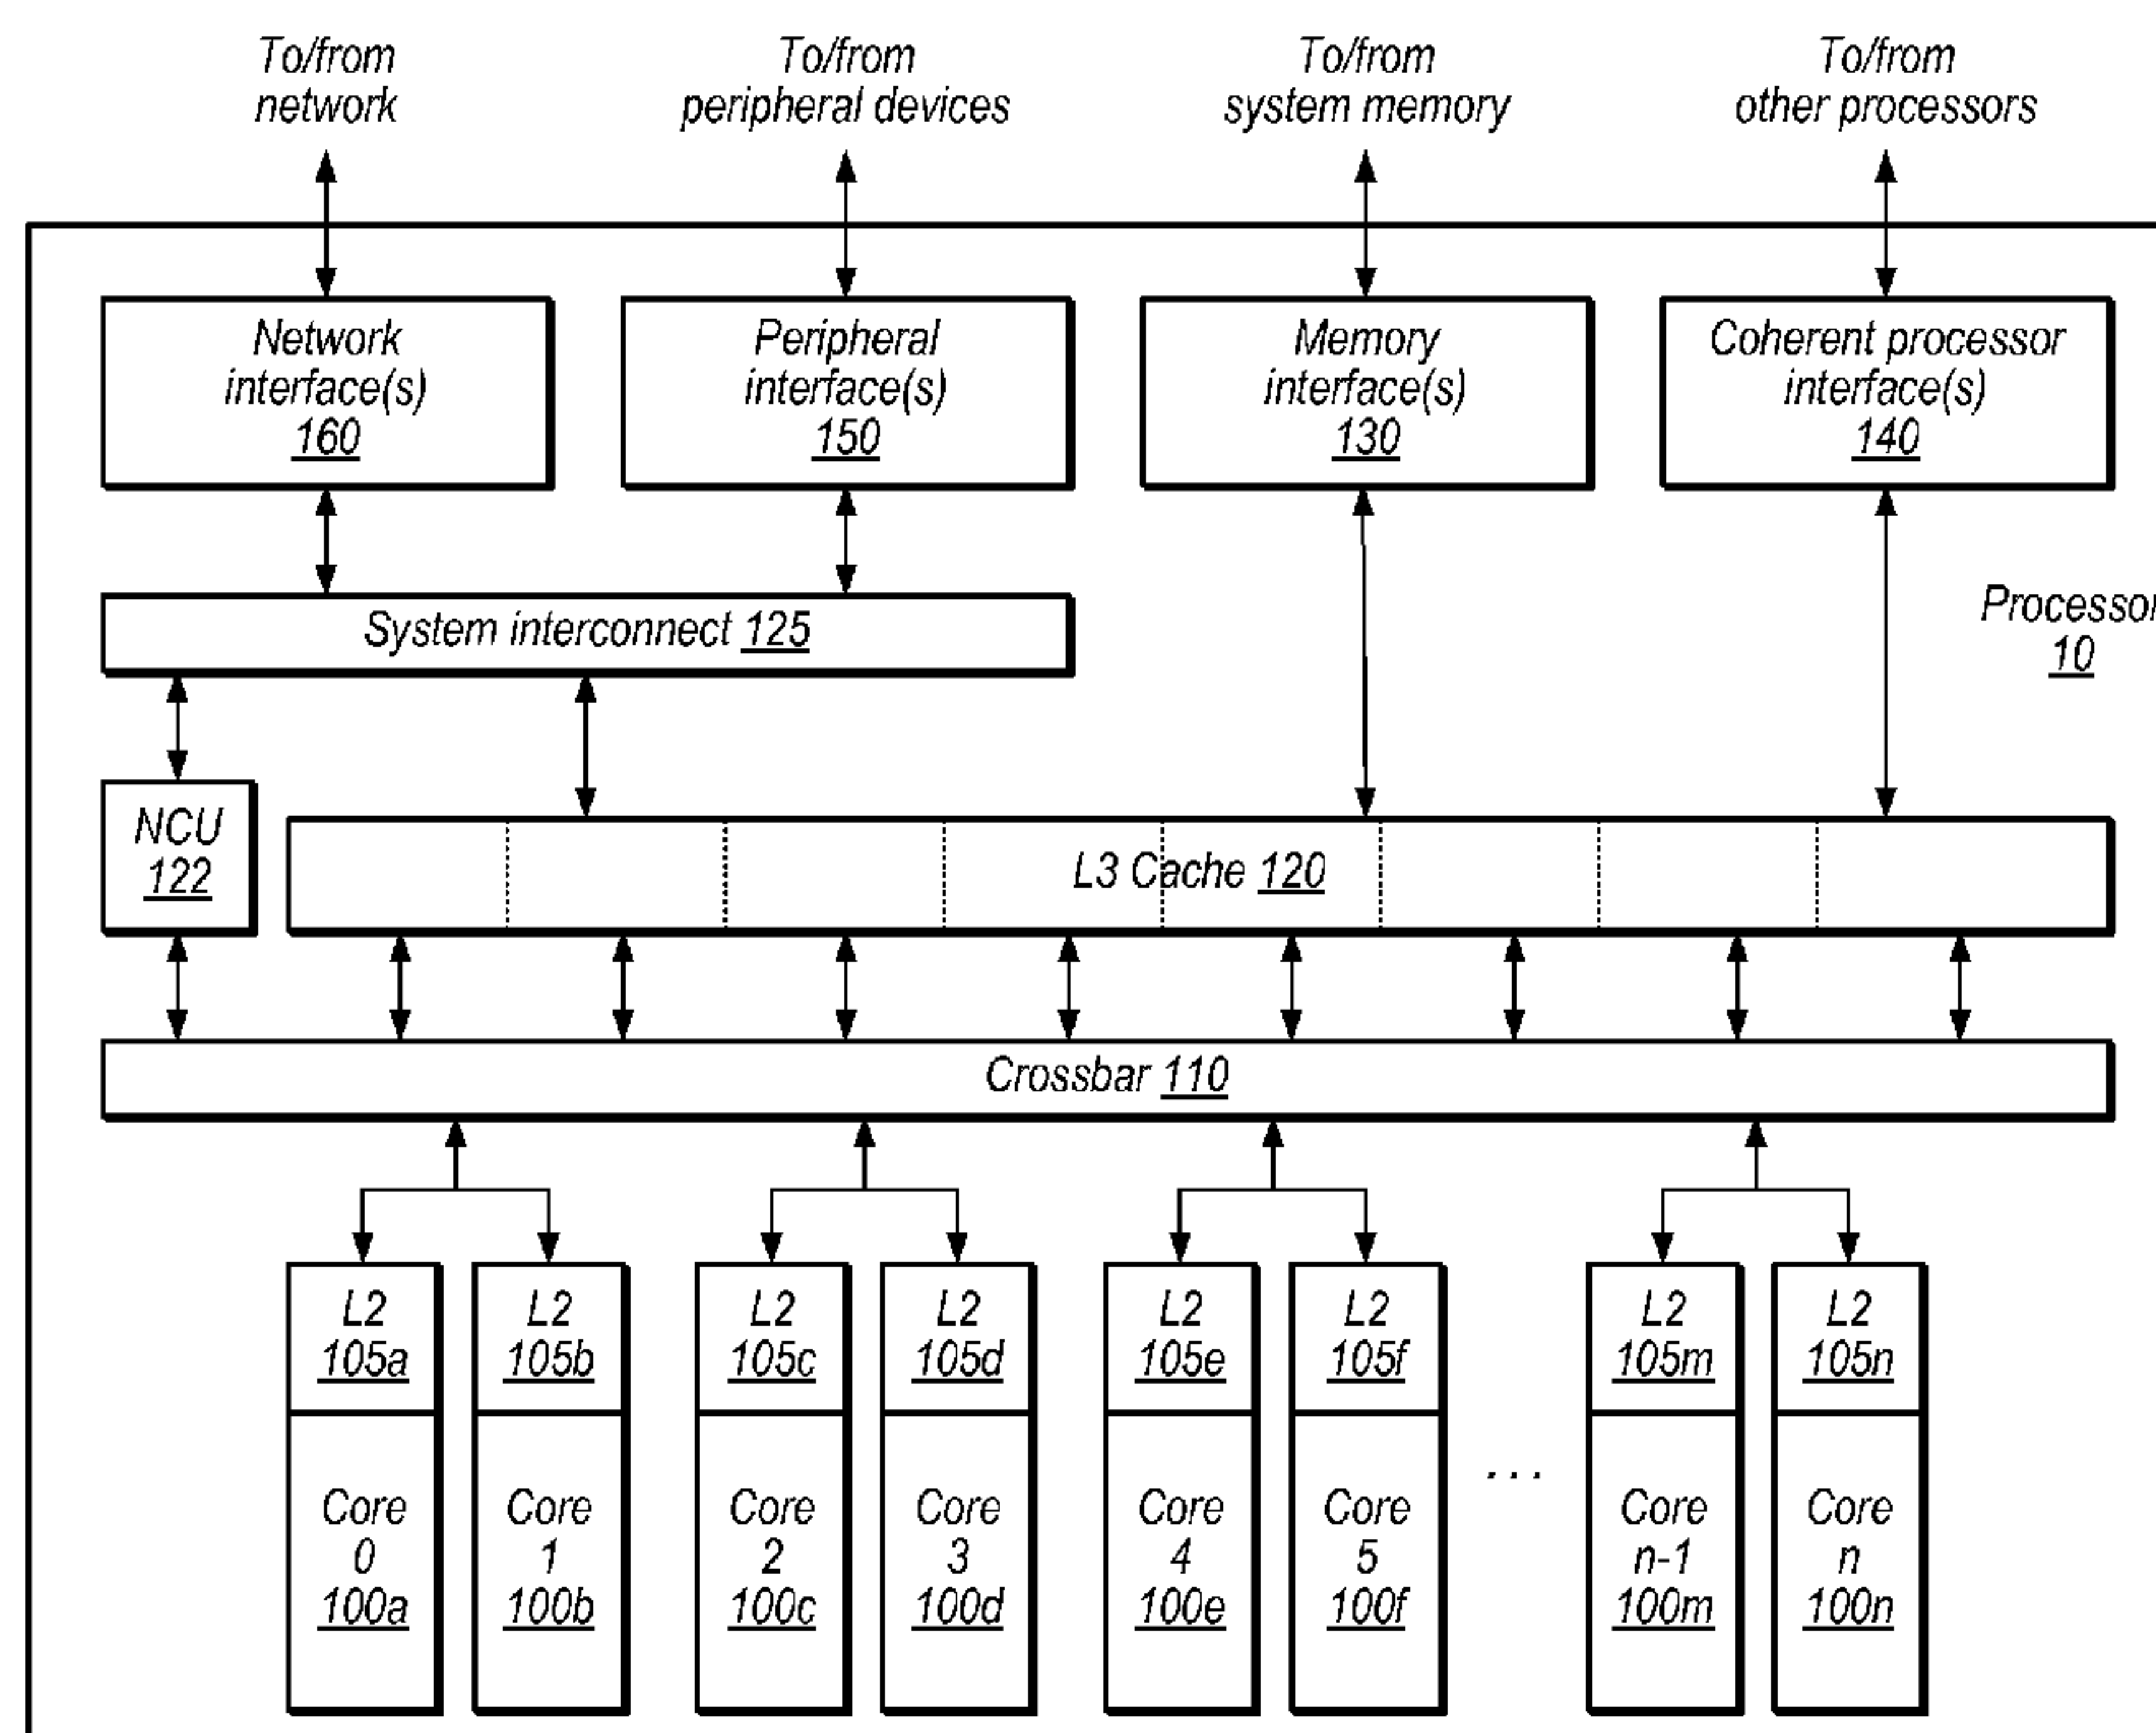 To/from
network
To/from
peripheral devices
To/from
system memory
To/from
other processors
Network
interface(s)
160
Peripheral
interface(s)
150
Memory
interface(s)
130
Coherent processor
interface(s)
140
System interconnect 125
Processor
10
NCU
122
L3 Cache 120
Crossbar 110
L2
105a
L2
105b
L2
105c
L2
105d
L2
105e
L2
105f
L2
105m
L2
105n
Core
0
100a
Core
1
100b
Core
2
100c
Core
3
100d
Core
4
100e
Core
5
100f
...
Core
n-1
100m
Core
n
100n